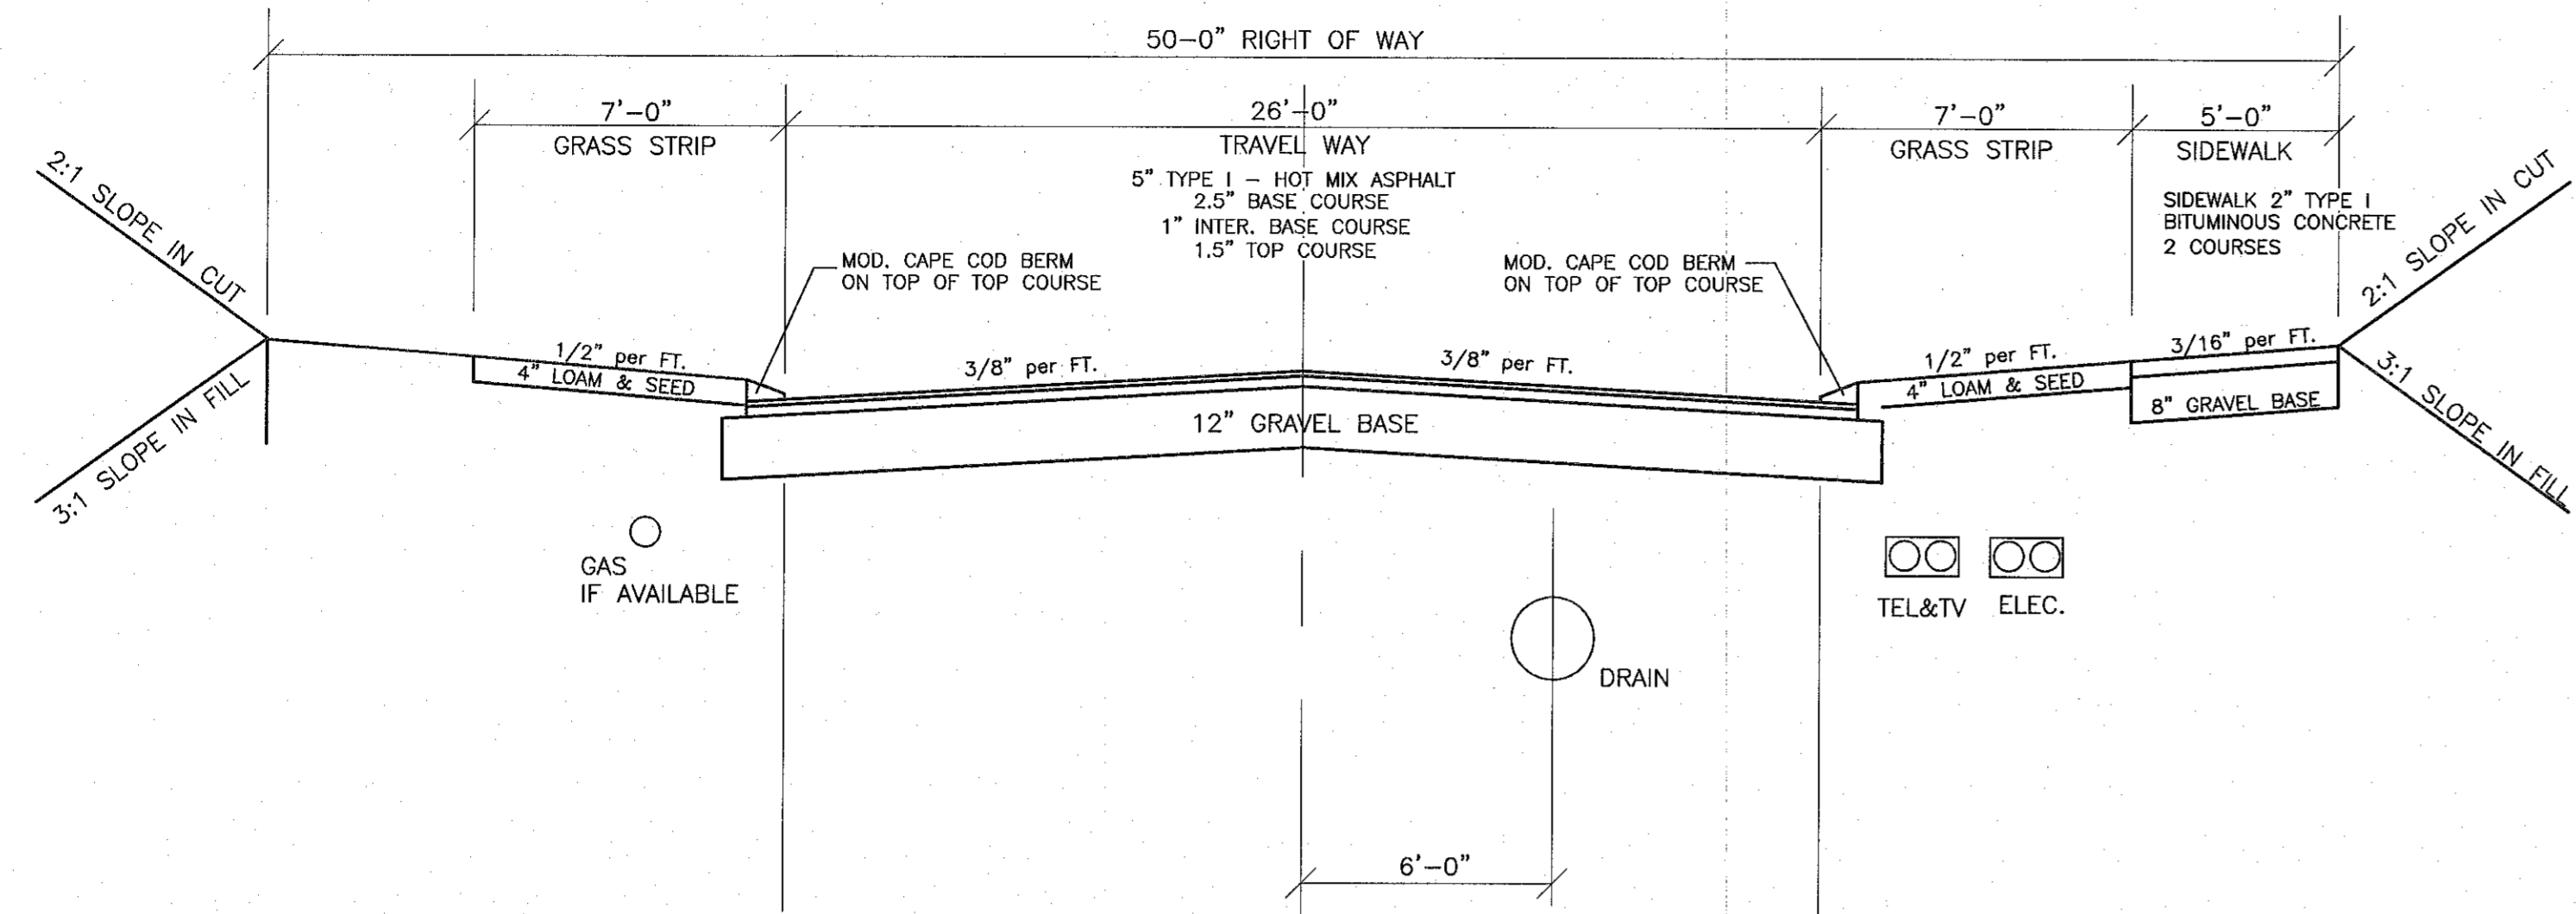 50-0" RIGHT OF WAY
7'-0"
GRASS STRIP
26'-0"
TRAVEL WAY
5" TYPE I – HOT MIX ASPHALT
2.5" BASE COURSE
1" INTER. BASE COURSE
1.5" TOP COURSE
7'-0"
GRASS STRIP
5'-0"
SIDEWALK
SIDEWALK 2" TYPE I
BITUMINOUS CONCRETE
2 COURSES
2:1 SLOPE IN CUT
3:1 SLOPE IN FILL
MOD. CAPE COD BERM
ON TOP OF TOP COURSE
MOD. CAPE COD BERM
ON TOP OF TOP COURSE
2:1 SLOPE IN CUT
3:1 SLOPE IN FILL
1/2" per FT.
4" LOAM & SEED
3/8" per FT.
3/8" per FT.
1/2" per FT.
4" LOAM & SEED
3/16" per FT.
8" GRAVEL BASE
12" GRAVEL BASE
GAS
IF AVAILABLE
TEL&TV
ELEC.
DRAIN
6'-0"